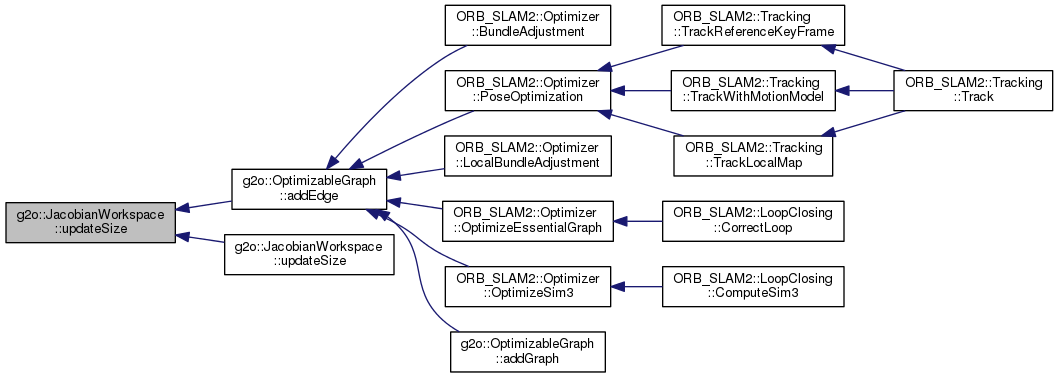 g2o::JacobianWorkspace
::updateSize
g2o::OptimizableGraph
::addEdge
g2o::JacobianWorkspace
::updateSize
ORB_SLAM2::Optimizer
::BundleAdjustment
ORB_SLAM2::Optimizer
::PoseOptimization
ORB_SLAM2::Optimizer
::LocalBundleAdjustment
ORB_SLAM2::Optimizer
::OptimizeEssentialGraph
ORB_SLAM2::Optimizer
::OptimizeSim3
g2o::OptimizableGraph
::addGraph
ORB_SLAM2::Tracking
::TrackReferenceKeyFrame
ORB_SLAM2::Tracking
::TrackWithMotionModel
ORB_SLAM2::Tracking
::TrackLocalMap
ORB_SLAM2::LoopClosing
::CorrectLoop
ORB_SLAM2::LoopClosing
::ComputeSim3
ORB_SLAM2::Tracking
::Track